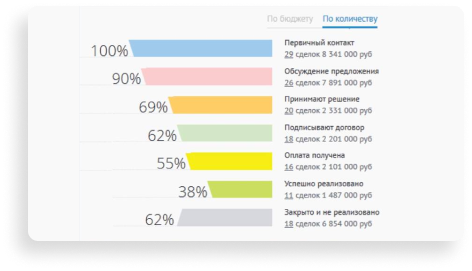 По бюджету По количеству
100%
Первичный контакт
29 сделок 8 341 000 руб
90%
Обсуждение предложения
26 сделок 7 891 000 руб
69%
Принимают решение
20 сделок 2 331 000 руб
62%
Подписывают договор
18 сделок 2 201 000 руб
55%
Оплата получена
16 сделок 2 101 000 руб
38%
Успешно реализовано
11 сделок 1 487 000 руб
62%
Закрыто и не реализовано
18 сделок 6 854 000 руб